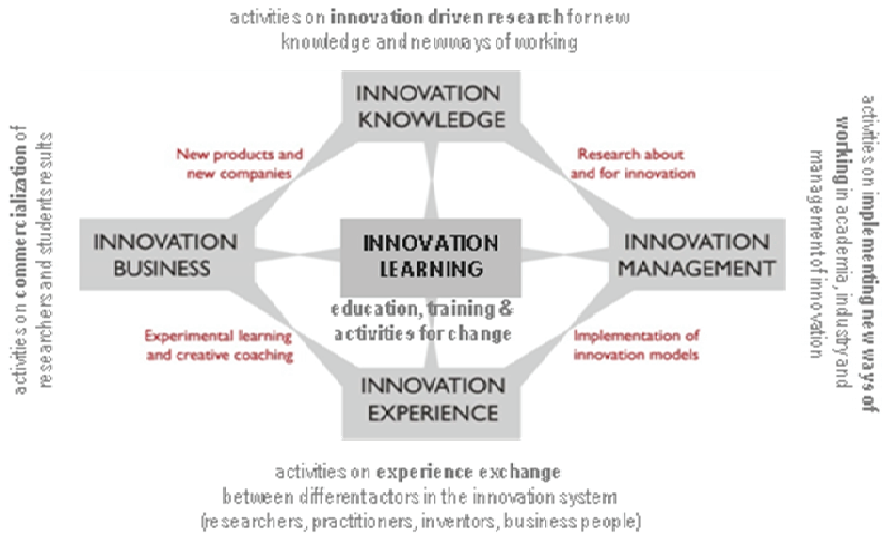 activities on innovation driven research for new
knowledge and newways of working
INNOVATION
KNOWLEDGE
New products and
new companies
Research about
and for innovation
activities on commercialization of
researchers and students results
INNOVATION
BUSINESS
INNOVATION
LEARNING
education, training &
activities for change
INNOVATION
MANAGEMENT
activities on implementing new ways of
working in academia, industry and
management of innovation
Experimental learning
and creative coaching
Implementation of
innovation models
INNOVATION
EXPERIENCE
activities on experience exchange
between different actors in the innovation system
(researchers, practitioners, inventors, business people)